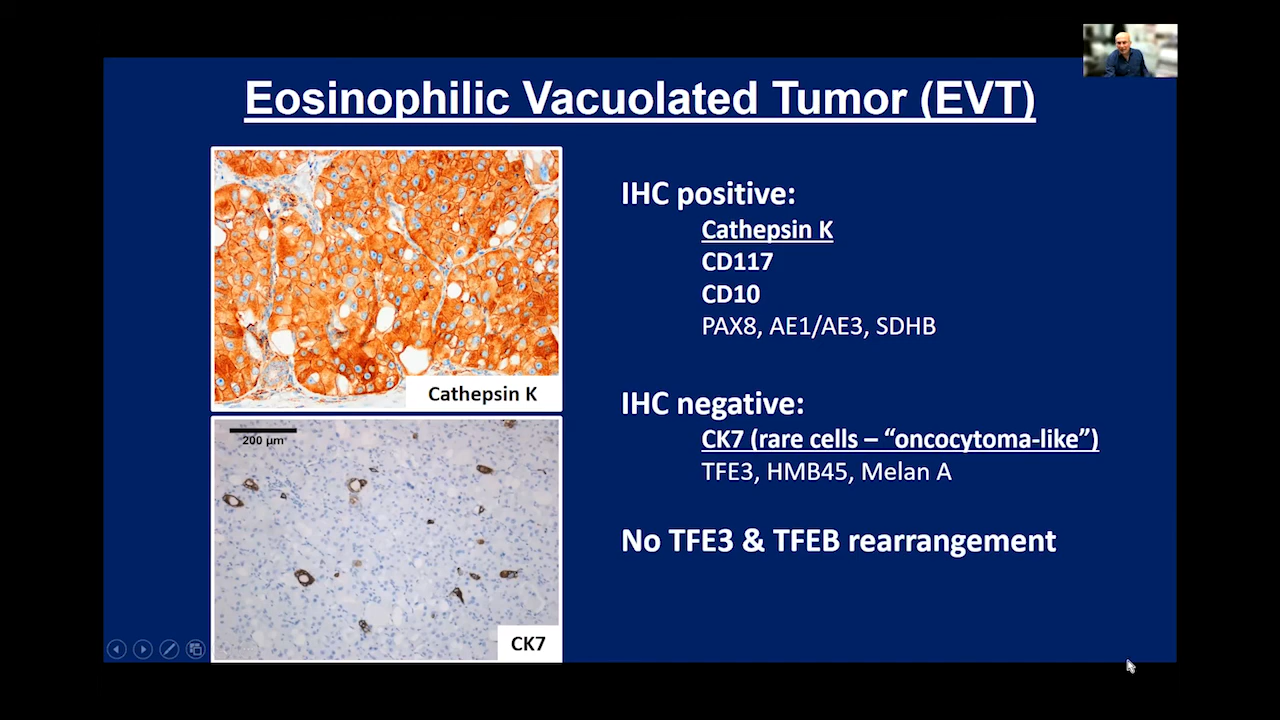 Eosinophilic Vacuolated Tumor (EVT)
Cathepsin K
200 μm
CK7
IHC positive:
Cathepsin K
CD117
CD10
PAX8, AE1/AE3, SDHB
IHC negative:
CK7 (rare cells – “oncocytoma-like”)
TFE3, HMB45, Melan A
No TFE3 & TFEB rearrangement